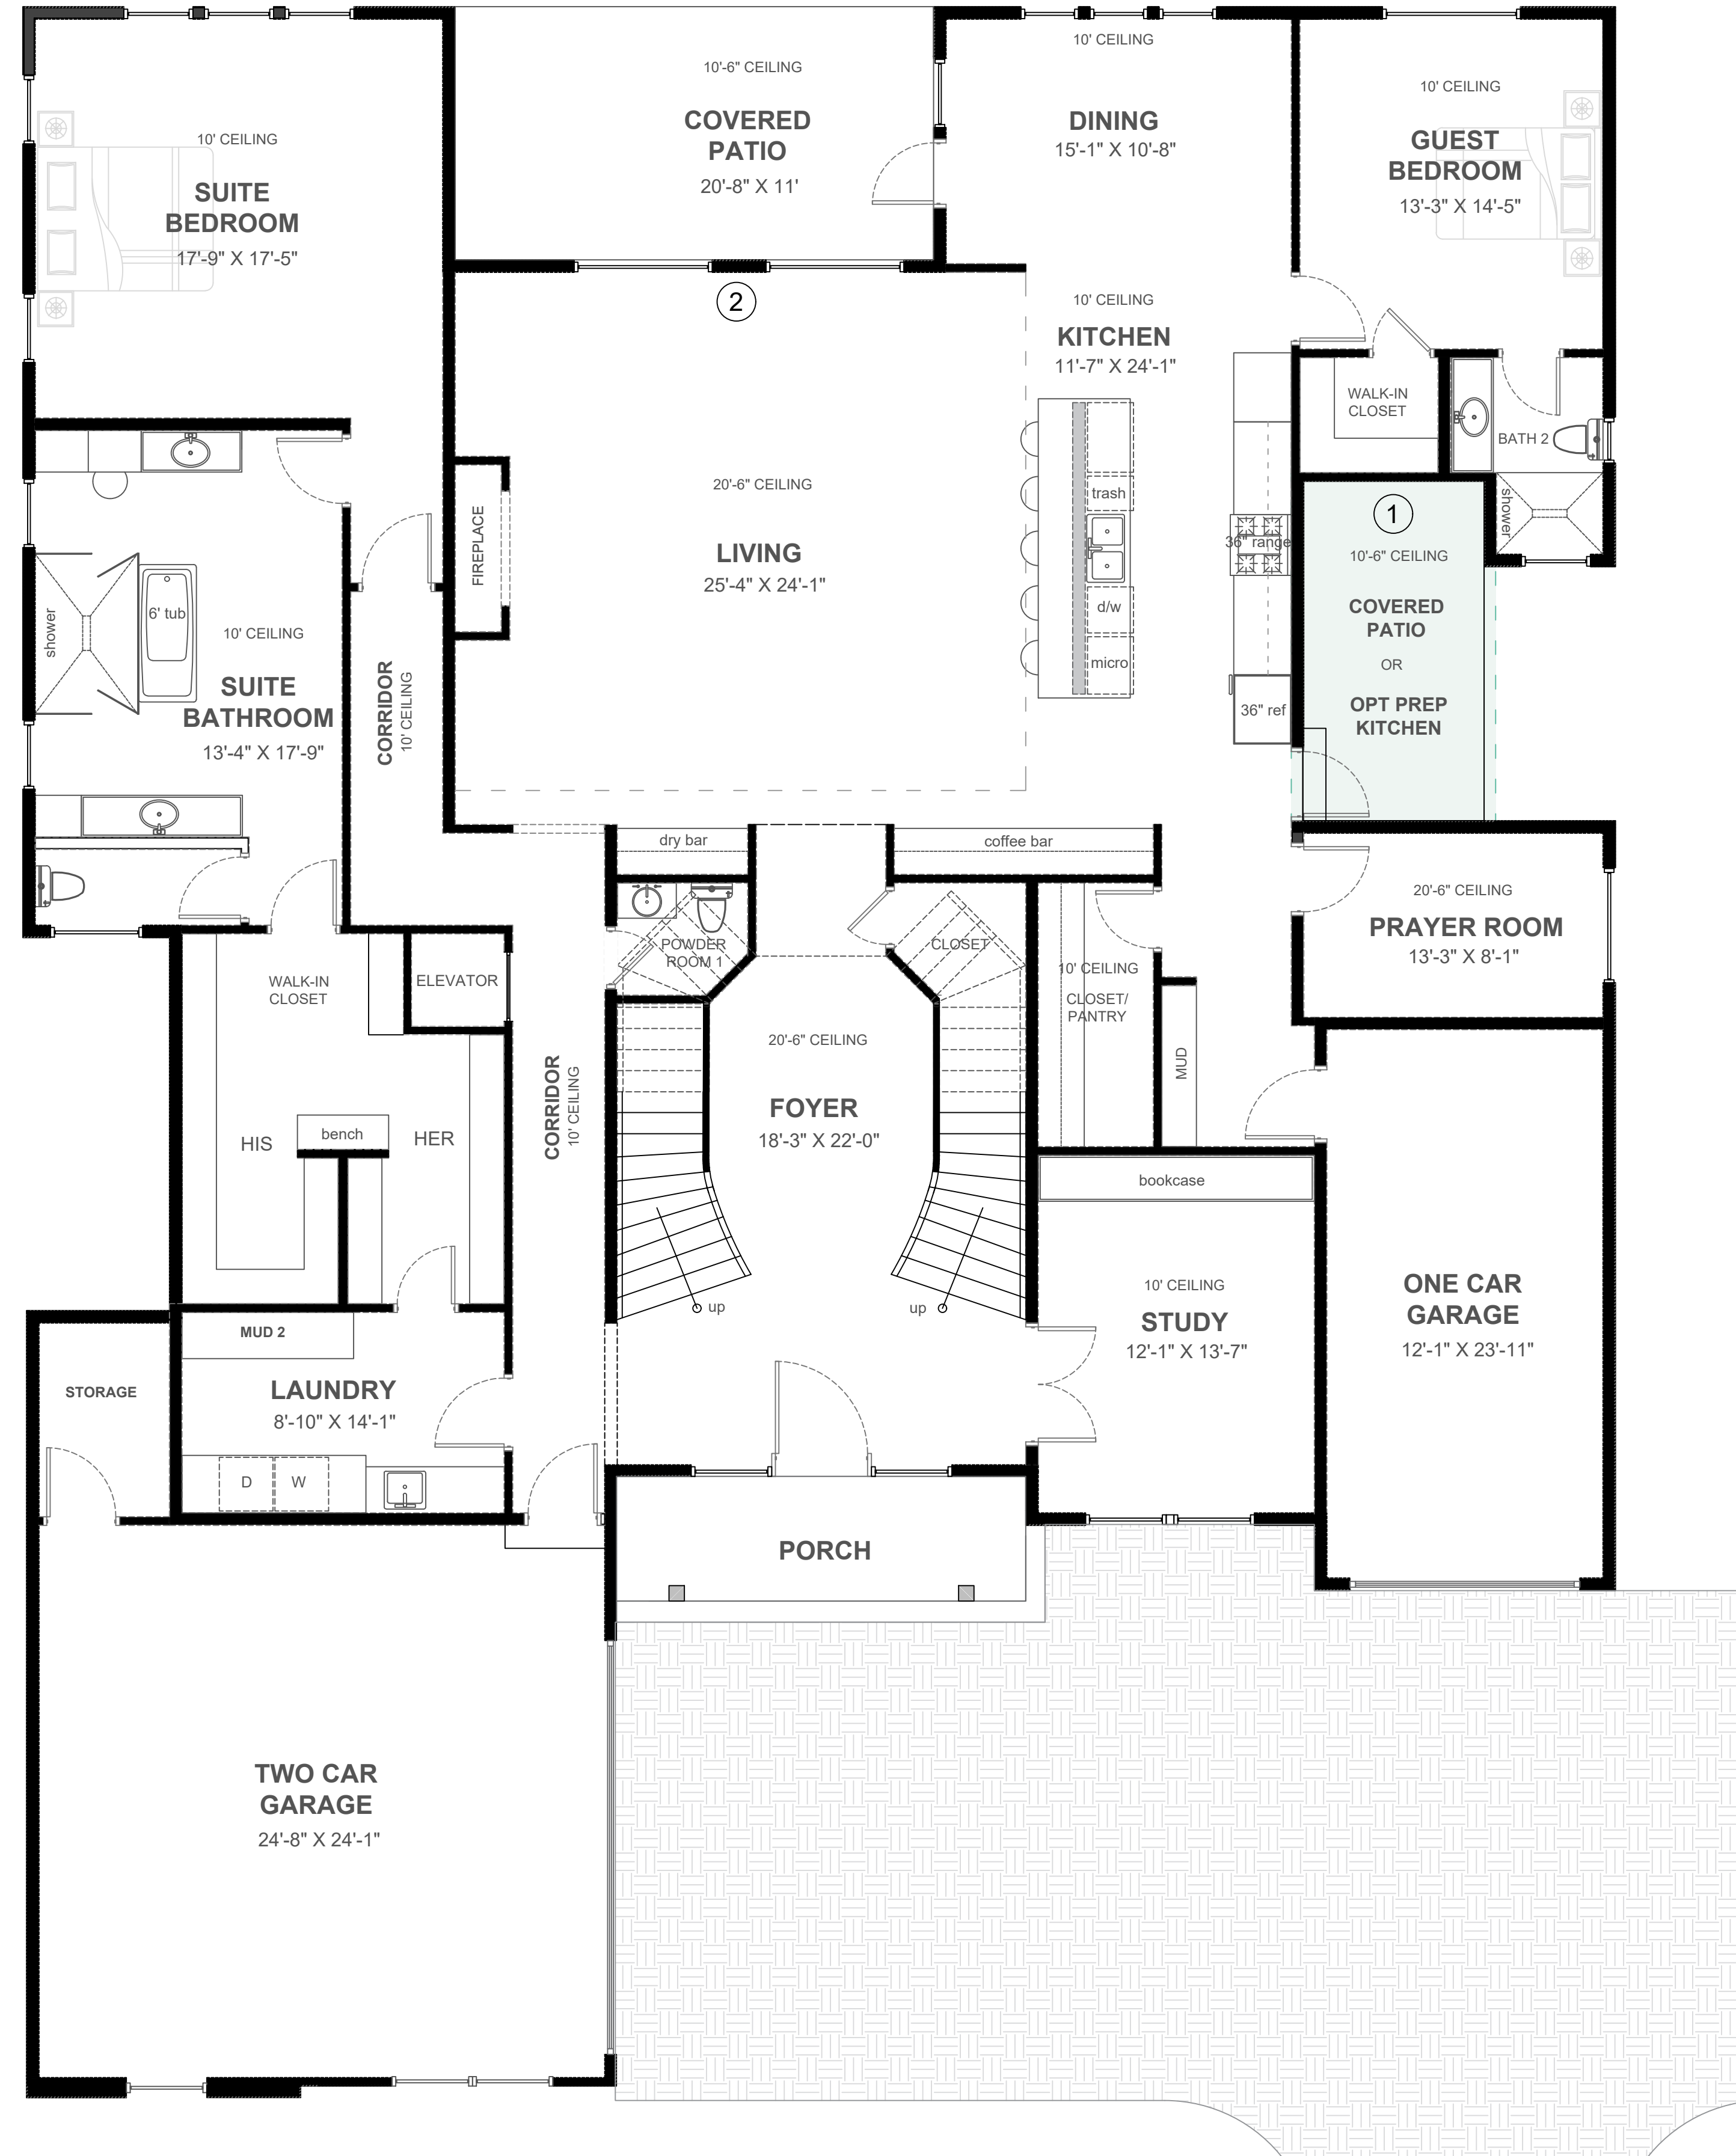 10' CEILING
SUITE
BEDROOM
17'-9" X 17'-5"
10'-6" CEILING
COVERED
PATIO
20'-8" X 11'
10' CEILING
DINING
15'-1" X 10'-8"
10' CEILING
GUEST
BEDROOM
13'-3" X 14'-5"
2
10' CEILING
KITCHEN
11'-7" X 24'-1"
WALK-IN
CLOSET
BATH 2
shower
20'-6" CEILING
LIVING
25'-4" X 24'-1"
FIREPLACE
trash
d/w
micro
36" range
36" ref
1
10'-6" CEILING
COVERED
PATIO
OR
OPT PREP
KITCHEN
shower
6' tub
10' CEILING
SUITE
BATHROOM
13'-4" X 17'-9"
CORRIDOR
10' CEILING
dry bar
coffee bar
POWDER
ROOM 1
CLOSET
20'-6" CEILING
PRAYER ROOM
13'-3" X 8'-1"
WALK-IN
CLOSET
ELEVATOR
10' CEILING
CLOSET/
PANTRY
MUD
20'-6" CEILING
FOYER
18'-3" X 22'-0"
CORRIDOR
10' CEILING
HIS
bench
HER
bookcase
up
up
10' CEILING
STUDY
12'-1" X 13'-7"
ONE CAR
GARAGE
12'-1" X 23'-11"
MUD 2
STORAGE
LAUNDRY
8'-10" X 14'-1"
D
W
PORCH
TWO CAR
GARAGE
24'-8" X 24'-1"